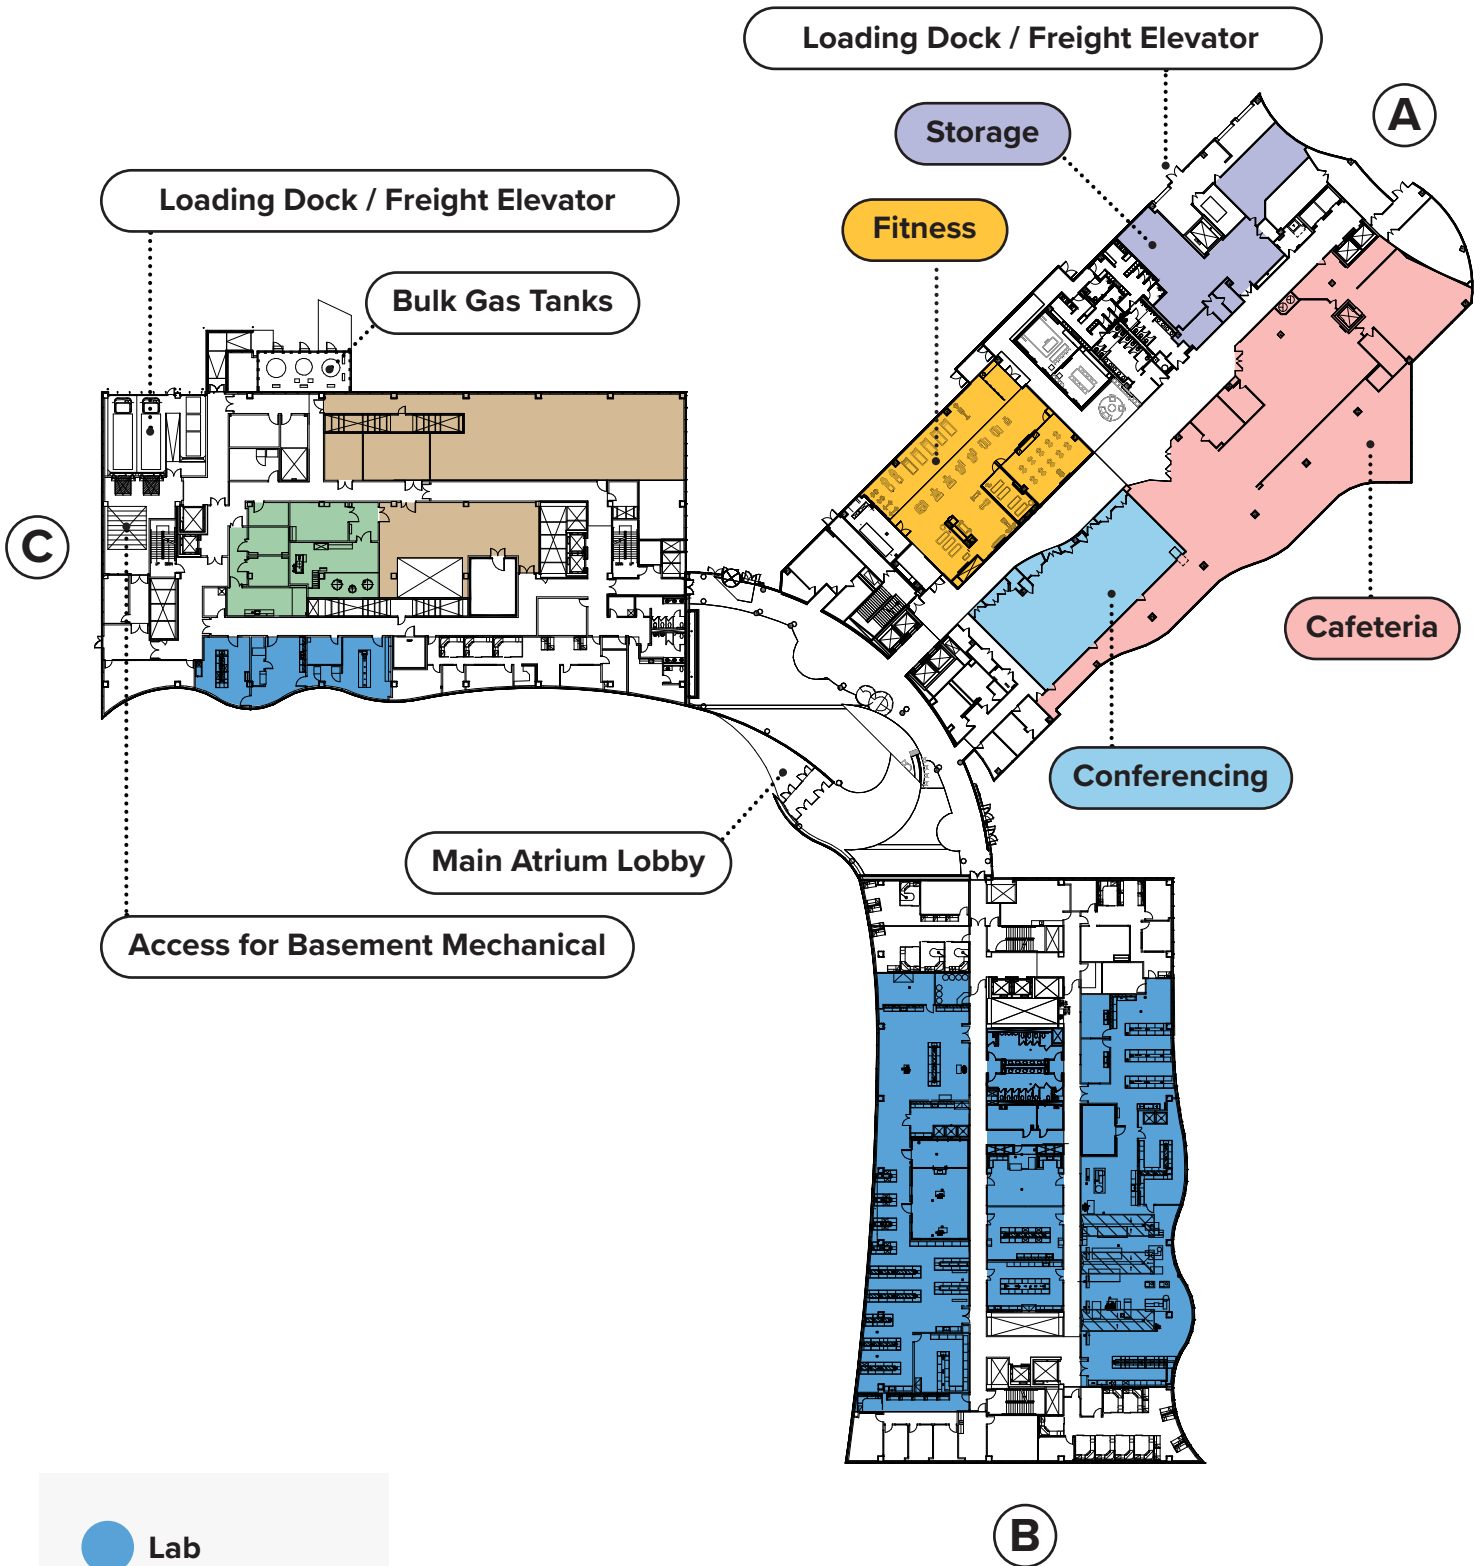 Loading Dock / Freight Elevator
A
Storage
Loading Dock / Freight Elevator
Fitness
Bulk Gas Tanks
C
Cafeteria
Conferencing
Main Atrium Lobby
Access for Basement Mechanical
B
Lab